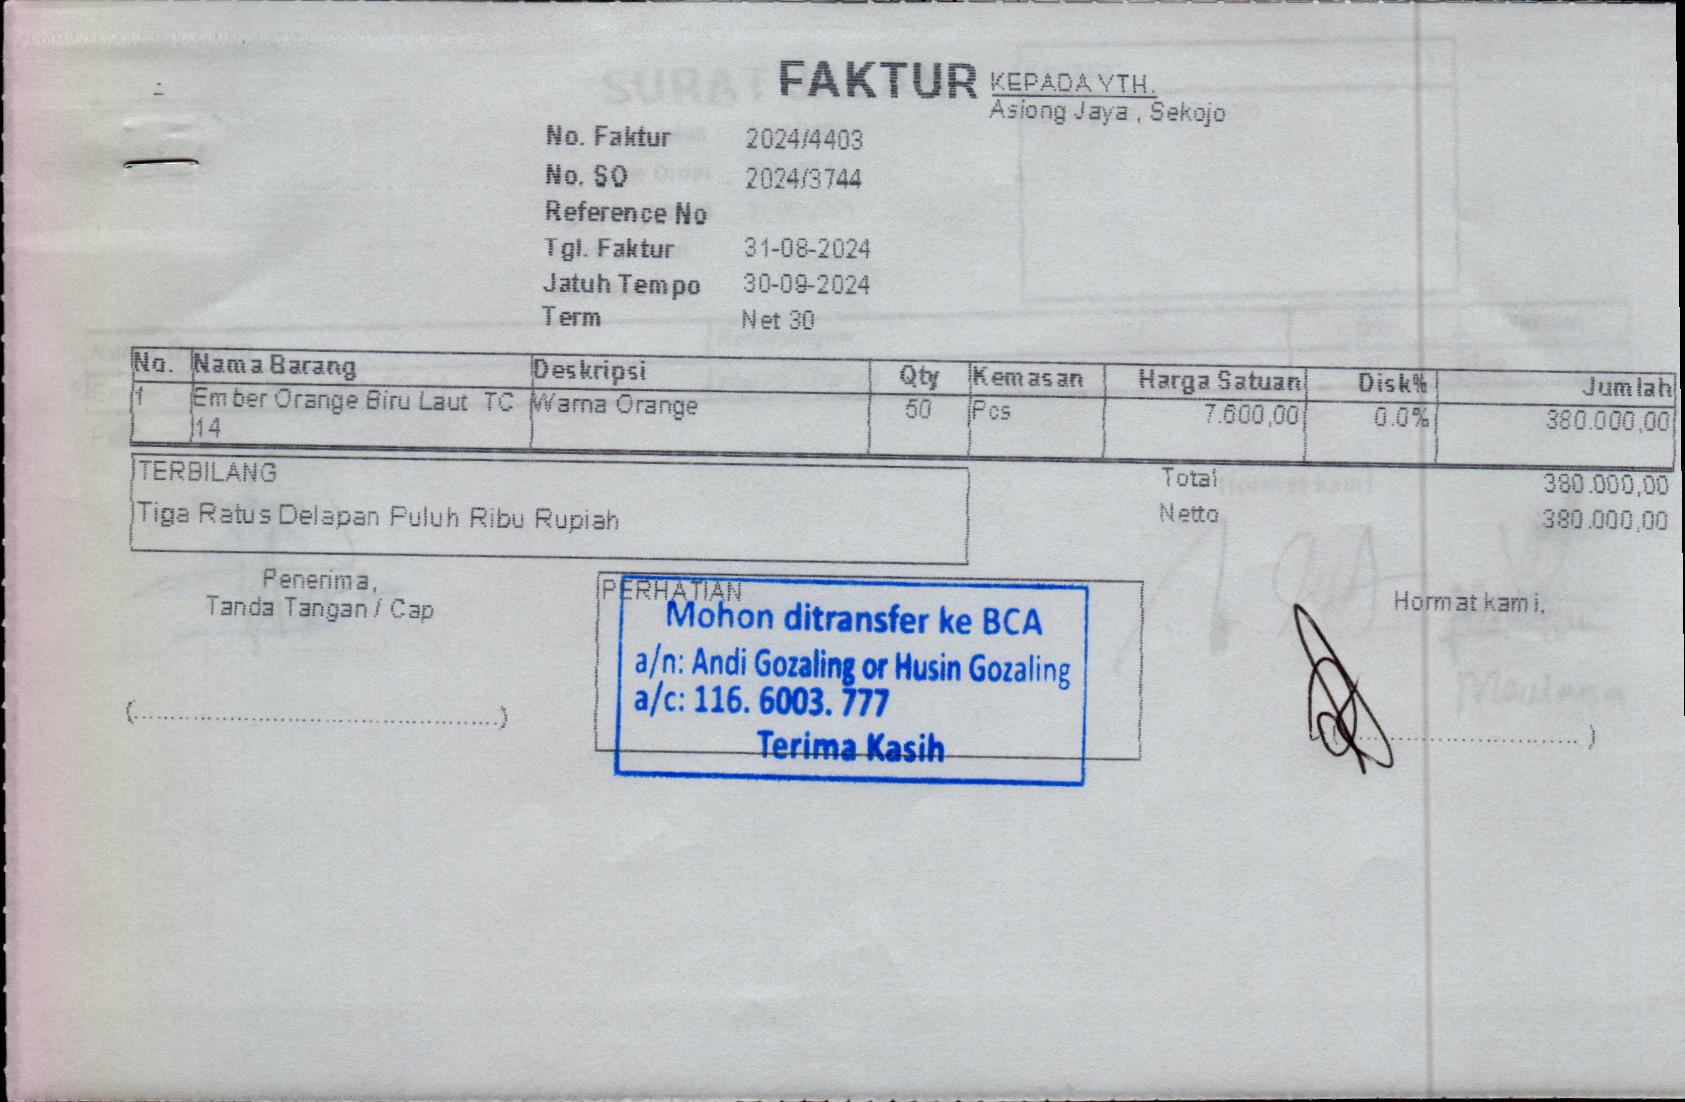 FAKTUR
KEPADA YTH.
Asiong Jaya , Sekojo
No. Faktur 2024/4403
No. SO 2024/3744
Reference No
Tgl. Faktur 31-08-2024
Jatuh Tempo 30-09-2024
Term Net 30
No. Nama Barang Deskripsi Qty Kemasan Harga Satuan Disk% Jumlah
1 Ember Orange Biru Laut TC Warna Orange 50 Pcs 7.600,00 0.0% 380.000,00
14
TERBILANG
Tiga Ratus Delapan Puluh Ribu Rupiah
Total 380.000,00
Netto 380.000,00
Penerima,
Tanda Tangan / Cap
(..................................................)
PERHATIAN
Mohon ditransfer ke BCA
a/n: Andi Gozaling or Husin Gozaling
a/c: 116. 6003. 777
Terima Kasih
Hormat kami,
(.................................. )
Maulana